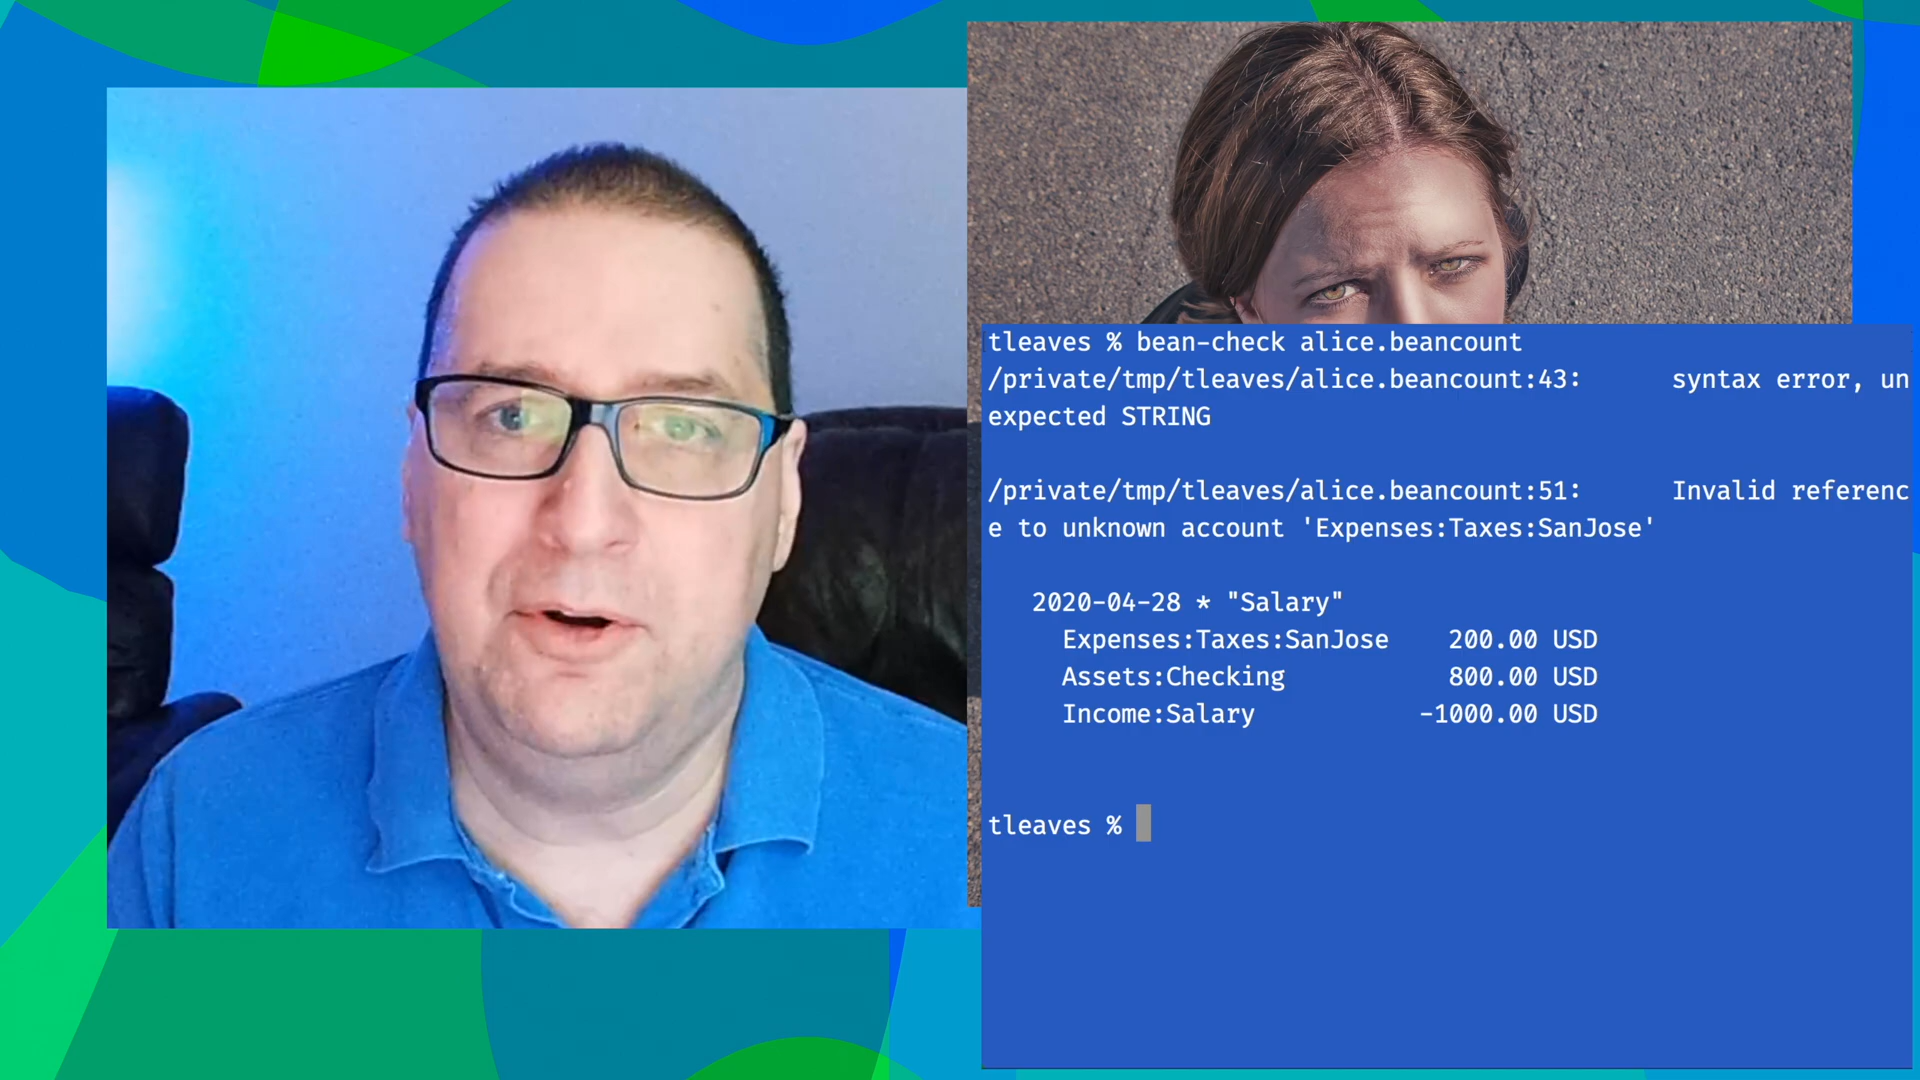 tleaves % bean-check alice.beancount
/private/tmp/tleaves/alice.beancount:43:      syntax error, un
expected STRING
/private/tmp/tleaves/alice.beancount:51:      Invalid referenc
e to unknown account 'Expenses:Taxes:SanJose'
2020-04-28 * "Salary"
Expenses:Taxes:SanJose    200.00 USD
Assets:Checking           800.00 USD
Income:Salary           -1000.00 USD
tleaves %